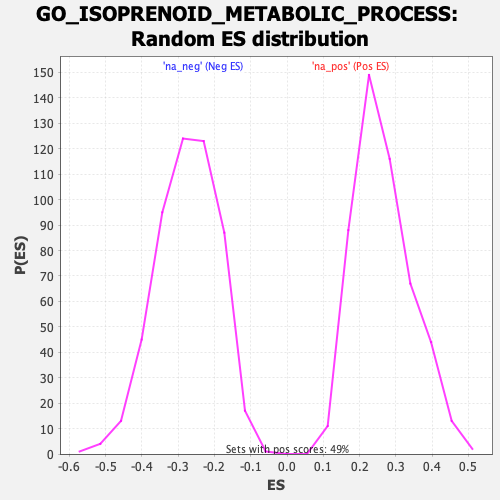 GO_ISOPRENOID_METABOLIC_PROCESS:
Random ES distribution
'na_neg' (Neg ES) 'na_pos' (Pos ES)
150
140
130
120
110
100
90
80
70
60
50
40
30
20
10
0
P(ES)
Sets with pos scores: 49%
-0.6 -0.5 -0.4 -0.3 -0.2 -0.1 0.0 0.1 0.2 0.3 0.4 0.5
ES